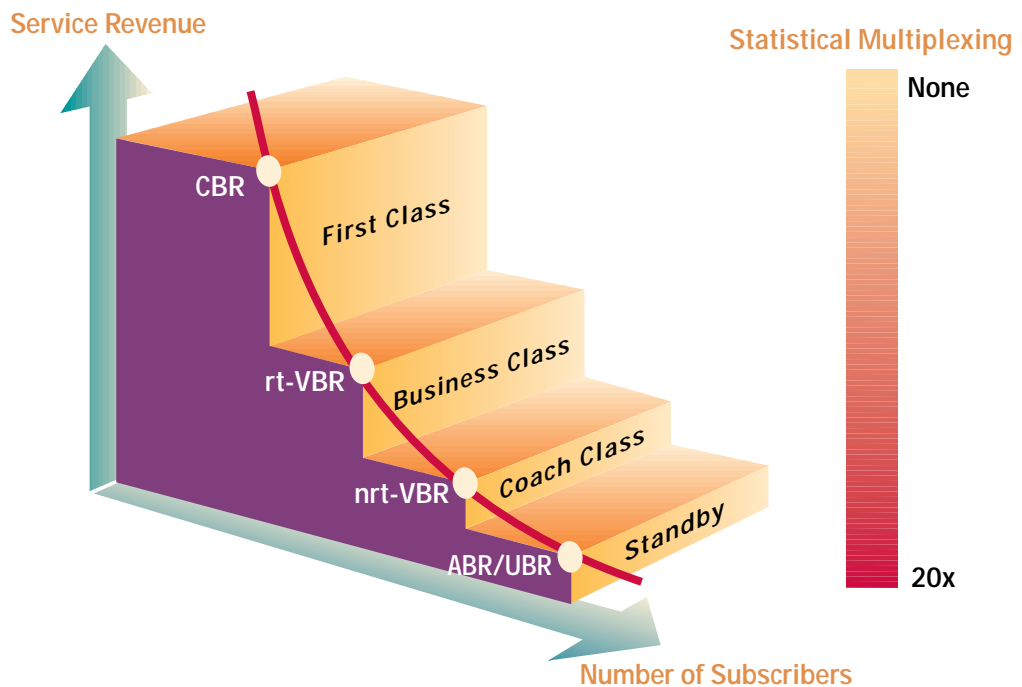 Service Revenue
Statistical Multiplexing
None
CBR
First Class
rt-VBR
Business Class
nrt-VBR
Coach Class
ABR/UBR
Standby
20x
Number of Subscribers